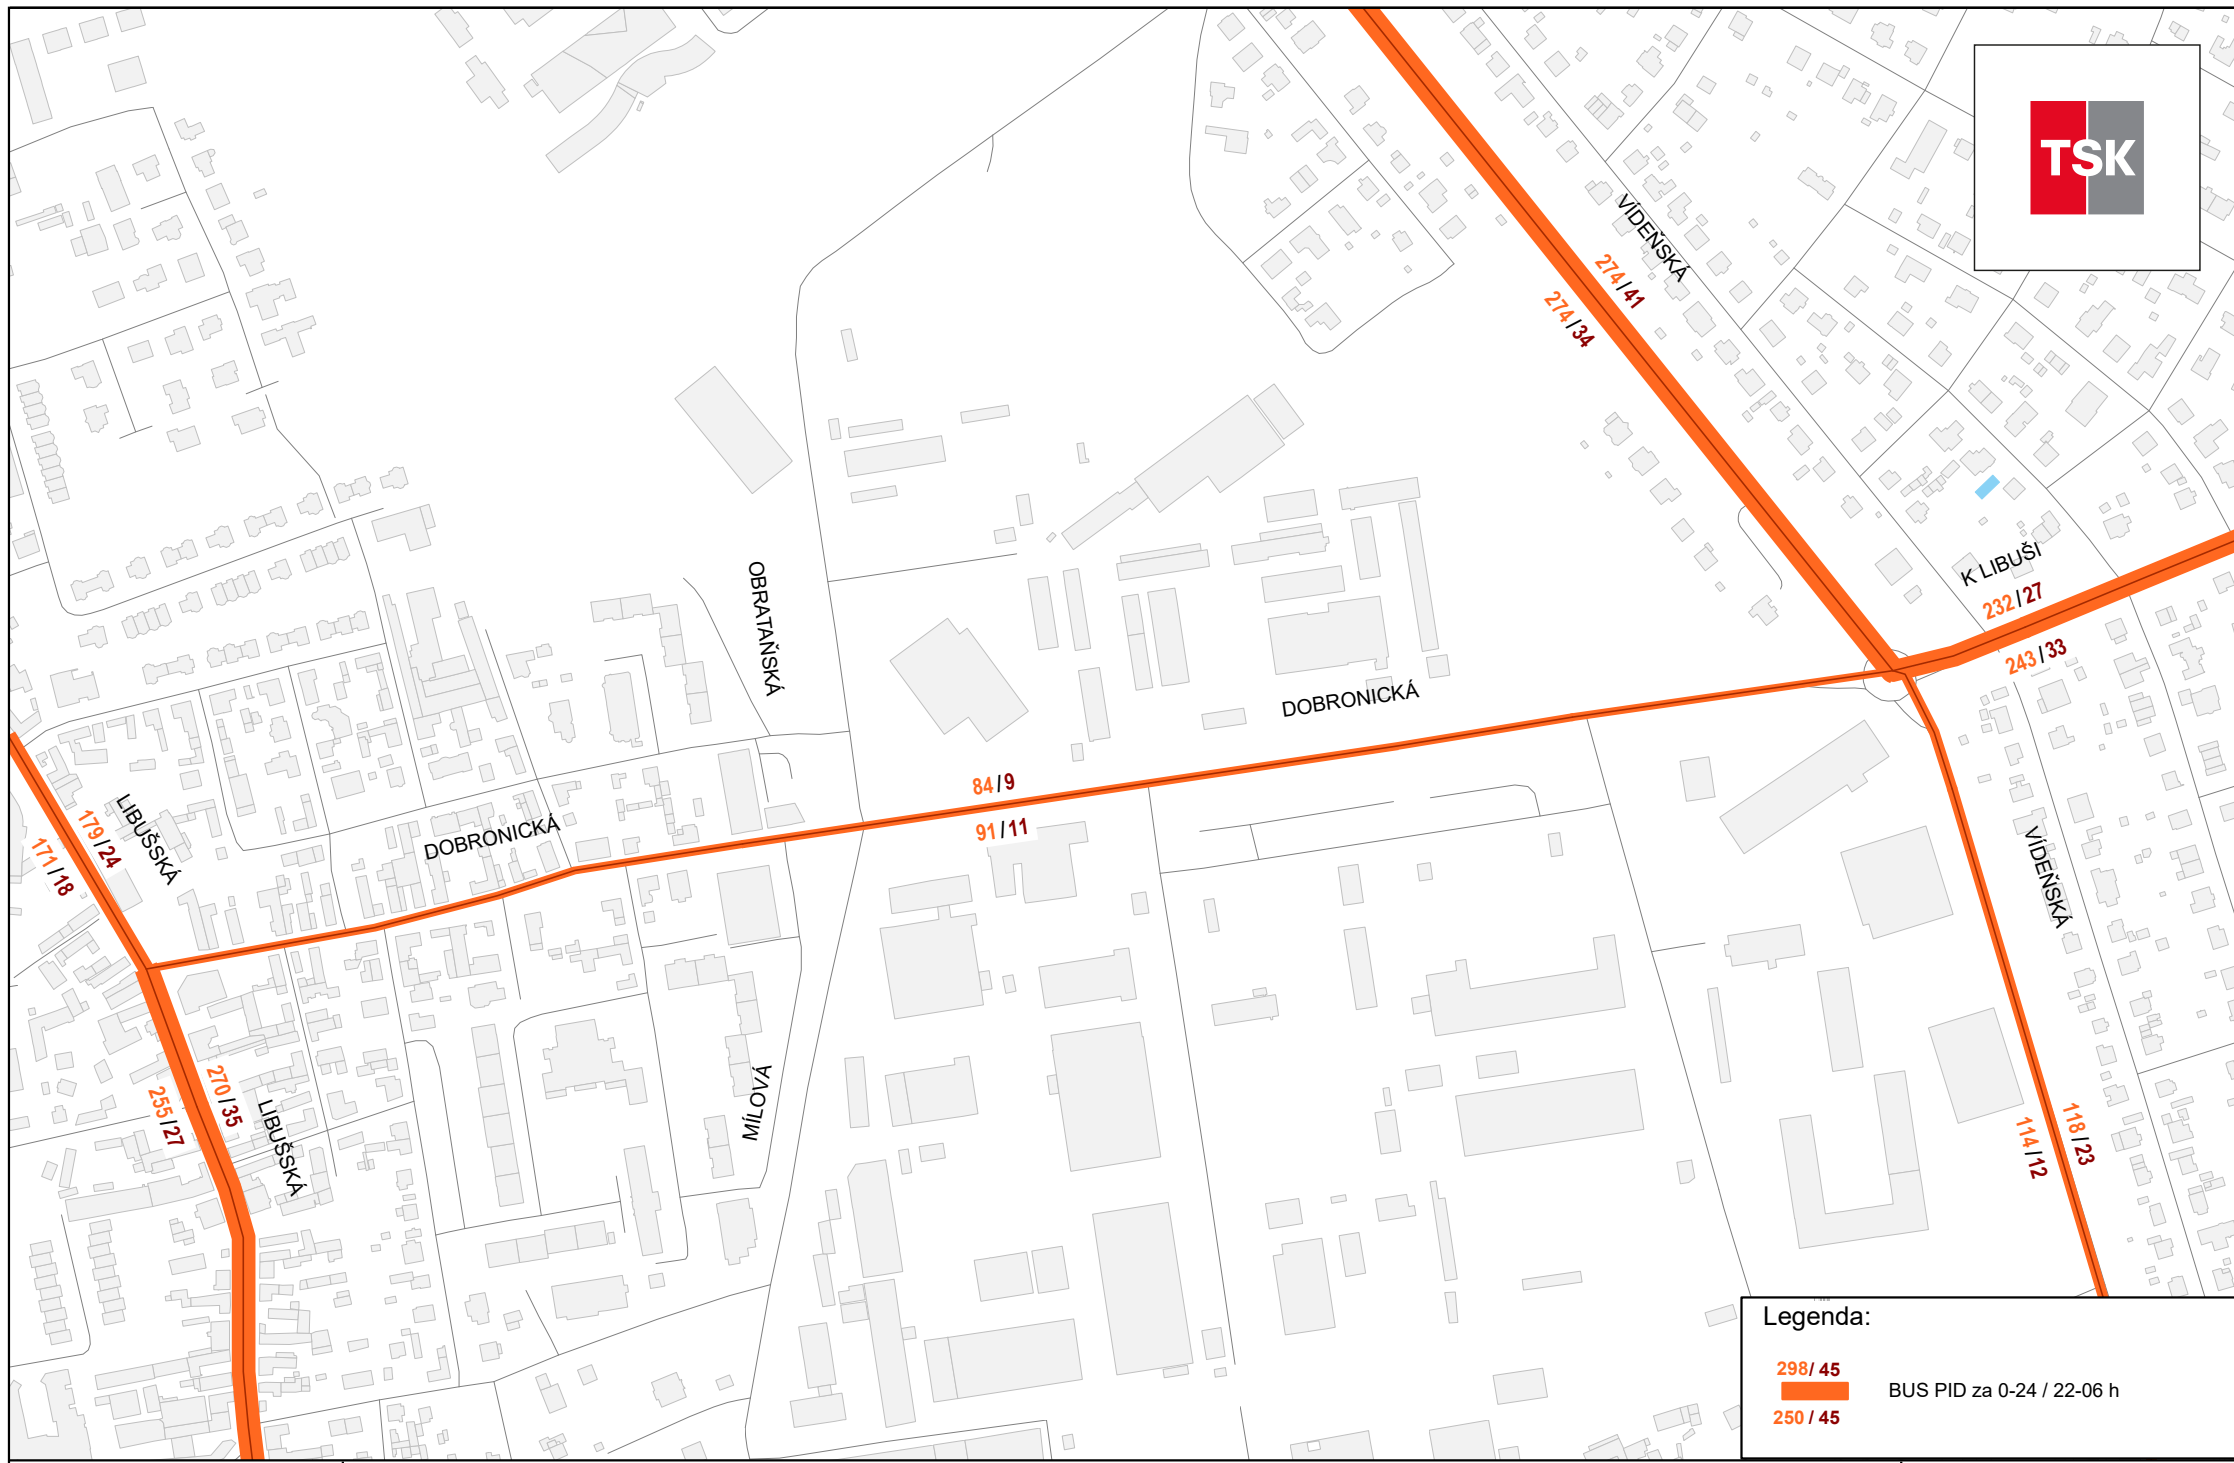 TSK
VÍDEŇSKÁ
274/41
274/34
K LIBUŠI
232/27
243/33
OBRATAŇSKÁ
DOBRONICKÁ
84/9
91/11
LIBUŠSKÁ
179/24
171/18
DOBRONICKÁ
VÍDEŇSKÁ
MÍLOVÁ
270/35
255/27
LIBUŠSKÁ
118/23
114/12
Legenda:
298/ 45
BUS PID za 0-24 / 22-06 h
250 / 45